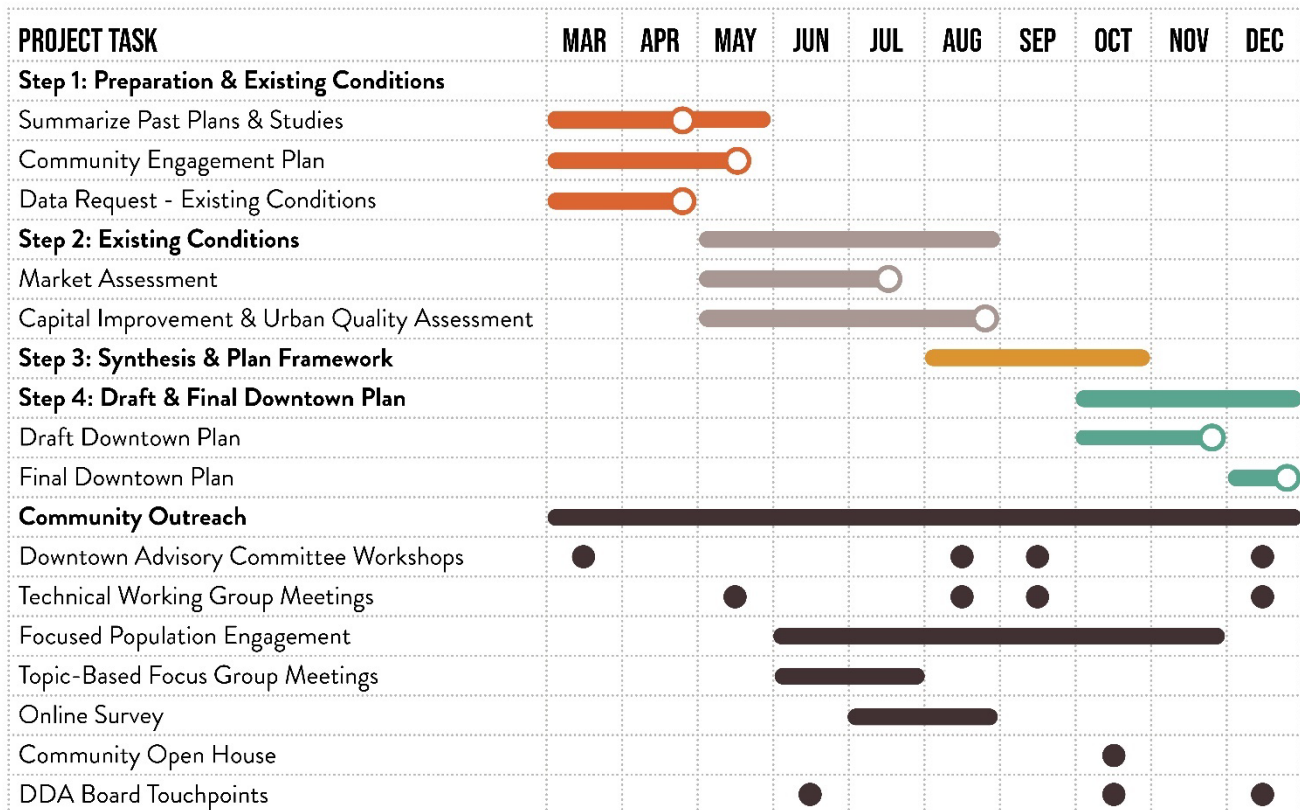 PROJECT TASK MAR APR MAY JUN JUL AUG SEP OCT NOV DEC
Step 1: Preparation & Existing Conditions
Summarize Past Plans & Studies
Community Engagement Plan
Data Request - Existing Conditions
Step 2: Existing Conditions
Market Assessment
Capital Improvement & Urban Quality Assessment
Step 3: Synthesis & Plan Framework
Step 4: Draft & Final Downtown Plan
Draft Downtown Plan
Final Downtown Plan
Community Outreach
Downtown Advisory Committee Workshops
Technical Working Group Meetings
Focused Population Engagement
Topic-Based Focus Group Meetings
Online Survey
Community Open House
DDA Board Touchpoints